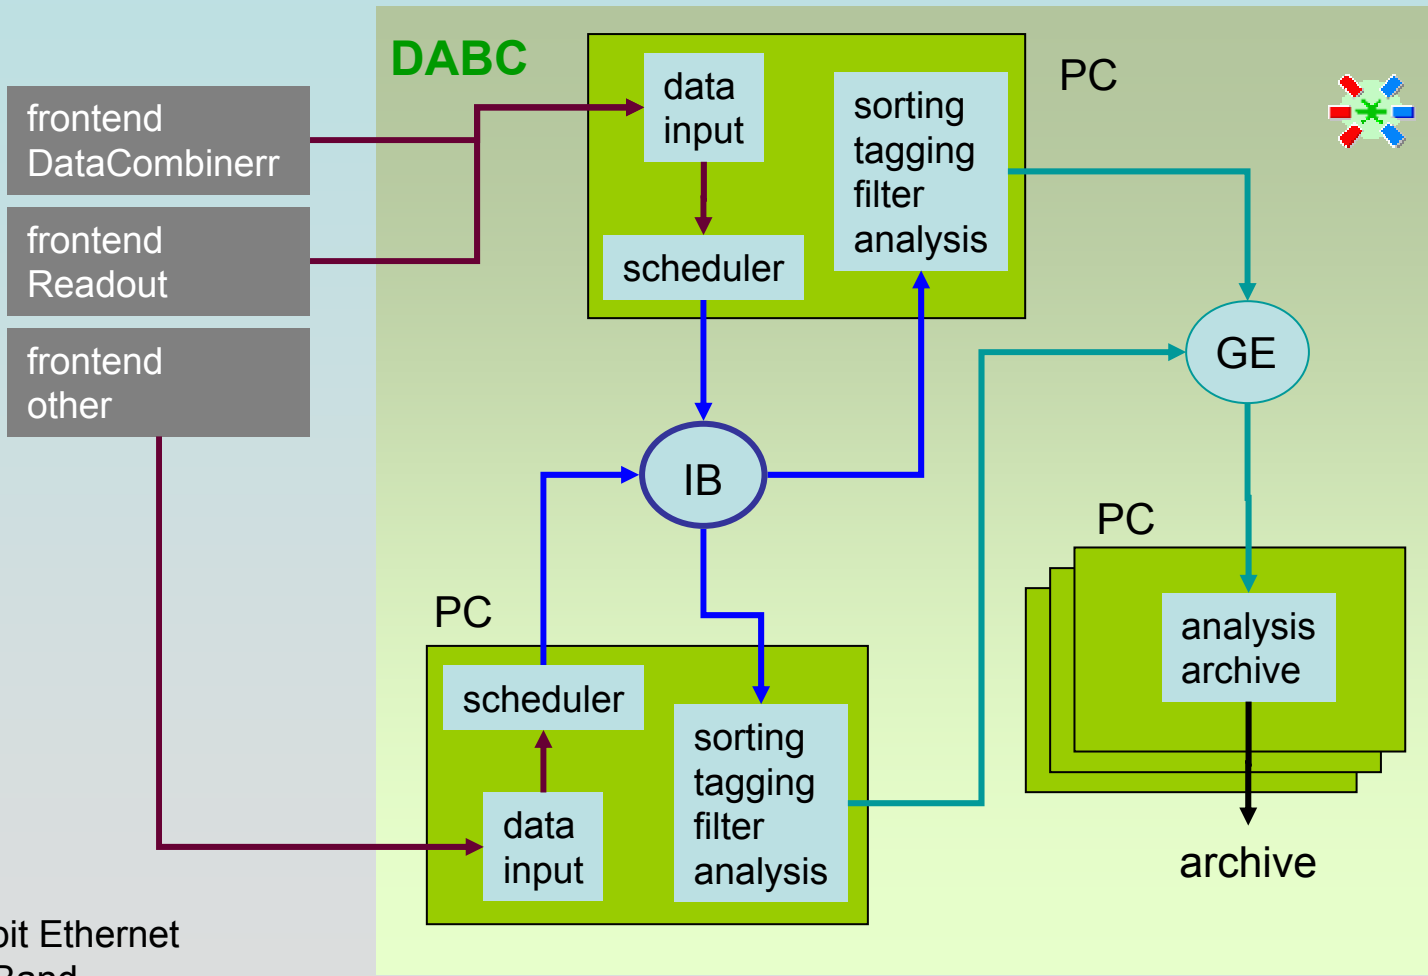 DABC
PC
frontend
DataCombinerr
frontend
Readout
frontend
other
data
input
scheduler
sorting
tagging
filter
analysis
GE
IB
PC
scheduler
data
input
sorting
tagging
filter
analysis
PC
analysis
archive
archive
Ethernet